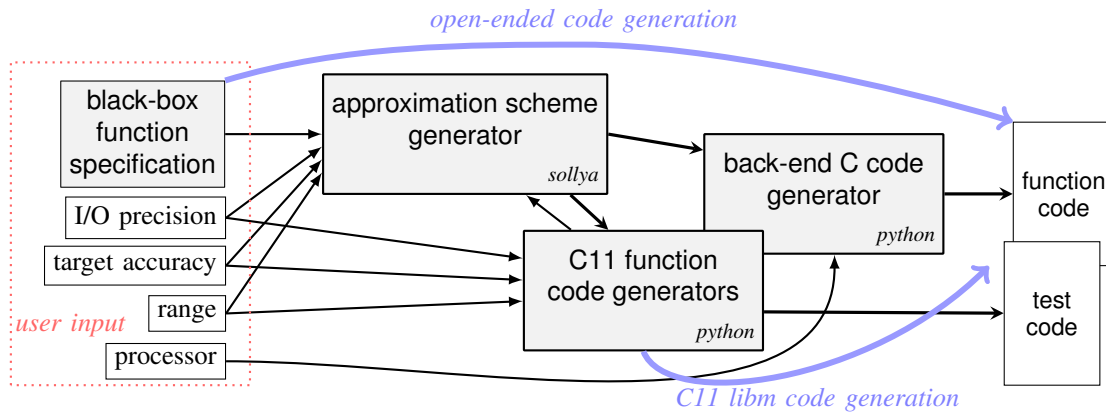 open-ended code generation
black-box
function
specification
approximation scheme
generator
sollya
back-end C code
generator
python
function
code
I/O precision
target accuracy
range
user input
processor
C11 function
code generators
python
test
code
C11 libm code generation